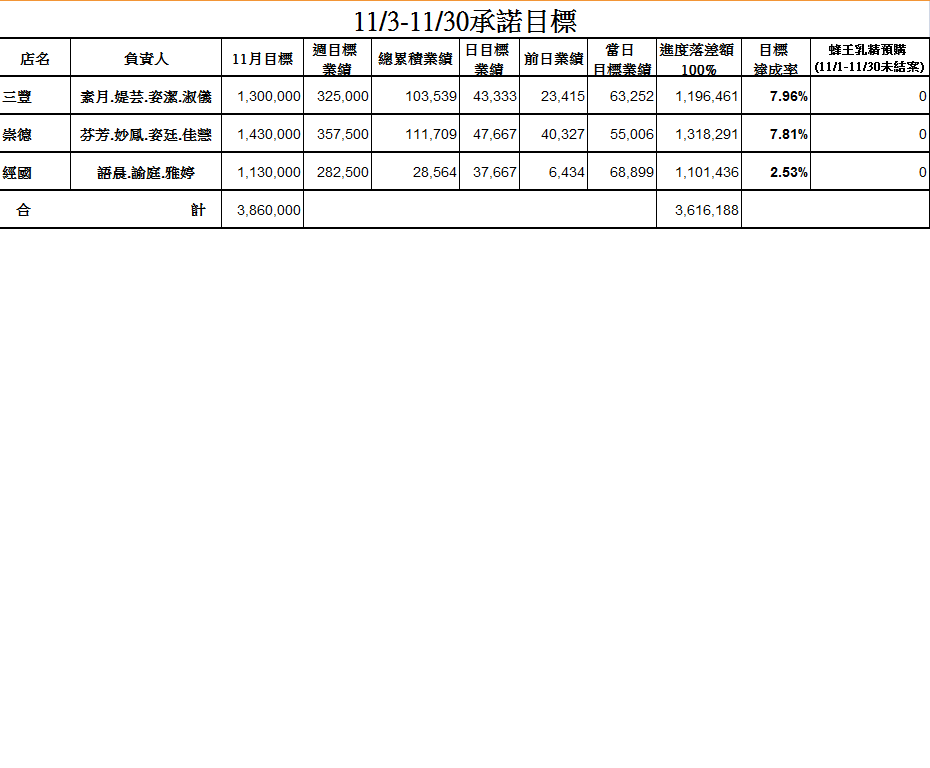 11/3-11/30承諾目標
店名 負責人 11月目標 週目標業績 總累積業績 日目標業績 前日業績 當日目標業績 進度落差額100% 目標達成率 蜂王乳精預購(11/1-11/30未結案)
三豐 素月.媞芸.姿潔.淑儀 1,300,000 325,000 103,539 43,333 23,415 63,252 1,196,461 7.96% 0
崇德 芬芳.妙鳳.姿廷.佳慧 1,430,000 357,500 111,709 47,667 40,327 55,006 1,318,291 7.81% 0
經國 語晨.諭庭.雅婷 1,130,000 282,500 28,564 37,667 6,434 68,899 1,101,436 2.53% 0
合 計 3,860,000 3,616,188